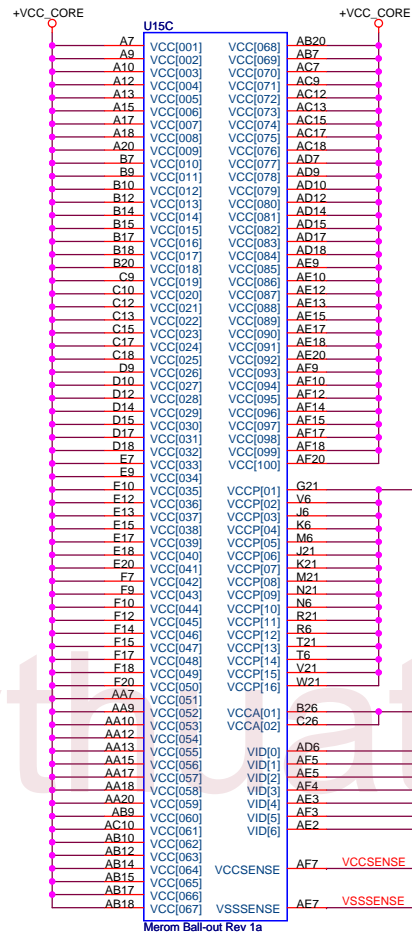 +VCC_CORE +VCC_CORE
U15C
A7 VCC[001] VCC[068] AB20
A9 VCC[002] VCC[069] AB7
A10 VCC[003] VCC[070] AC7
A12 VCC[004] VCC[071] AC9
A13 VCC[005] VCC[072] AC12
A15 VCC[006] VCC[073] AC13
A17 VCC[007] VCC[074] AC15
A18 VCC[008] VCC[075] AC17
A20 VCC[009] VCC[076] AC18
B7 VCC[010] VCC[077] AD7
B9 VCC[011] VCC[078] AD9
B10 VCC[012] VCC[079] AD10
B12 VCC[013] VCC[080] AD12
B14 VCC[014] VCC[081] AD14
B15 VCC[015] VCC[082] AD15
B17 VCC[016] VCC[083] AD17
B18 VCC[017] VCC[084] AD18
B20 VCC[018] VCC[085] AE9
C9 VCC[019] VCC[086] AE10
C10 VCC[020] VCC[087] AE12
C12 VCC[021] VCC[088] AE13
C13 VCC[022] VCC[089] AE15
C15 VCC[023] VCC[090] AE17
C17 VCC[024] VCC[091] AE18
C18 VCC[025] VCC[092] AE20
D9 VCC[026] VCC[093] AF9
D10 VCC[027] VCC[094] AF10
D12 VCC[028] VCC[095] AF12
D14 VCC[029] VCC[096] AF14
D15 VCC[030] VCC[097] AF15
D17 VCC[031] VCC[098] AF17
D18 VCC[032] VCC[099] AF18
E7 VCC[033] VCC[100] AF20
E9 VCC[034]
E10 VCC[035] VCCP[01] G21
E12 VCC[036] VCCP[02] V6
E13 VCC[037] VCCP[03] J6
E15 VCC[038] VCCP[04] K6
E17 VCC[039] VCCP[05] M6
E18 VCC[040] VCCP[06] J21
E20 VCC[041] VCCP[07] K21
F7 VCC[042] VCCP[08] M21
F9 VCC[043] VCCP[09] N21
F10 VCC[044] VCCP[10] N6
F12 VCC[045] VCCP[11] R21
F14 VCC[046] VCCP[12] R6
F15 VCC[047] VCCP[13] T21
F17 VCC[048] VCCP[14] T6
F18 VCC[049] VCCP[15] V21
F20 VCC[050] VCCP[16] W21
AA7 VCC[051]
AA9 VCC[052] VCCA[01] B26
AA10 VCC[053] VCCA[02] C26
AA12 VCC[054]
AA13 VCC[055] VID[0] AD6
AA15 VCC[056] VID[1] AF5
AA17 VCC[057] VID[2] AE5
AA18 VCC[058] VID[3] AF4
AA20 VCC[059] VID[4] AE3
AB9 VCC[060] VID[5] AF3
AC10 VCC[061] VID[6] AE2
AB10 VCC[062]
AB12 VCC[063]
AB14 VCC[064] VCCSENSE AF7 VCCSENSE
AB15 VCC[065]
AB17 VCC[066]
AB18 VCC[067] VSSSENSE AE7 VSSSENSE
Merom Ball-out Rev 1a